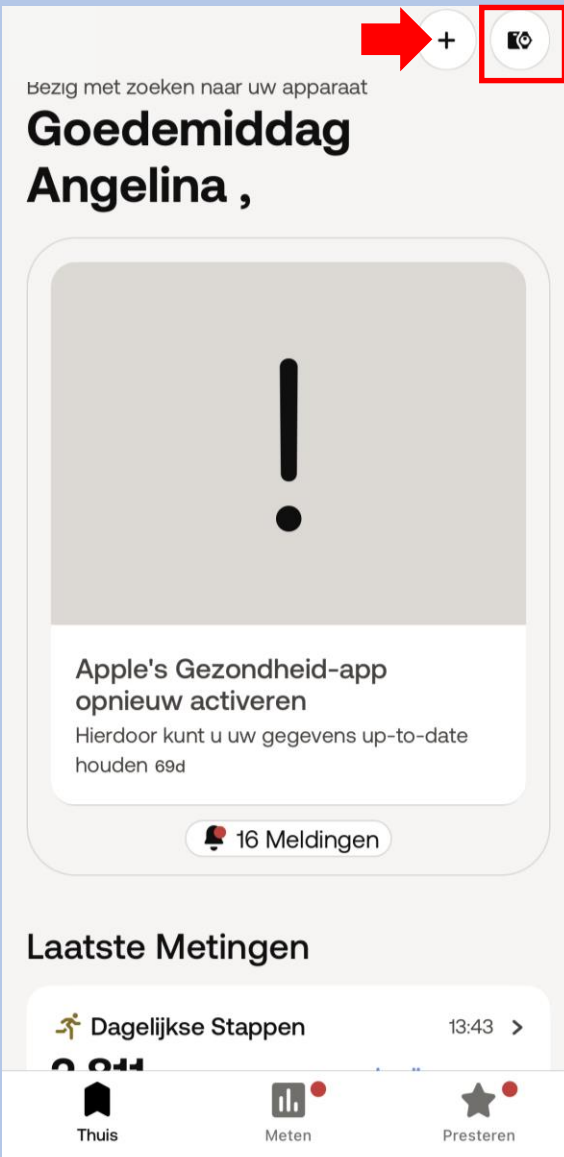 Bezig met zoeken naar uw apparaat
Goedemiddag
Angelina ,
Apple's Gezondheid-app
opnieuw activeren
Hierdoor kunt u uw gegevens up-to-date
houden 69d
16 Meldingen
Laatste Metingen
Dagelijkse Stappen 13:43
Thuis Meten Presteren